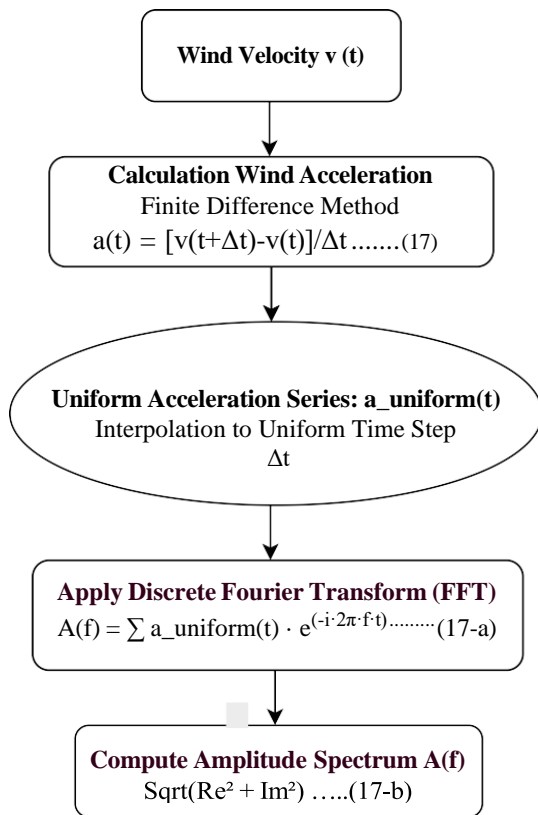 Wind Velocity v (t)
Calculation Wind Acceleration
Finite Difference Method
a(t) = [v(t+Δt)-v(t)]/Δt .......(17)
Uniform Acceleration Series: a_uniform(t)
Interpolation to Uniform Time Step
Δt
Apply Discrete Fourier Transform (FFT)
A(f) = ∑ a_uniform(t) · e^(-i·2π·f·t) .........(17-a)
Compute Amplitude Spectrum A(f)
Sqrt(Re² + Im²) …..(17-b)